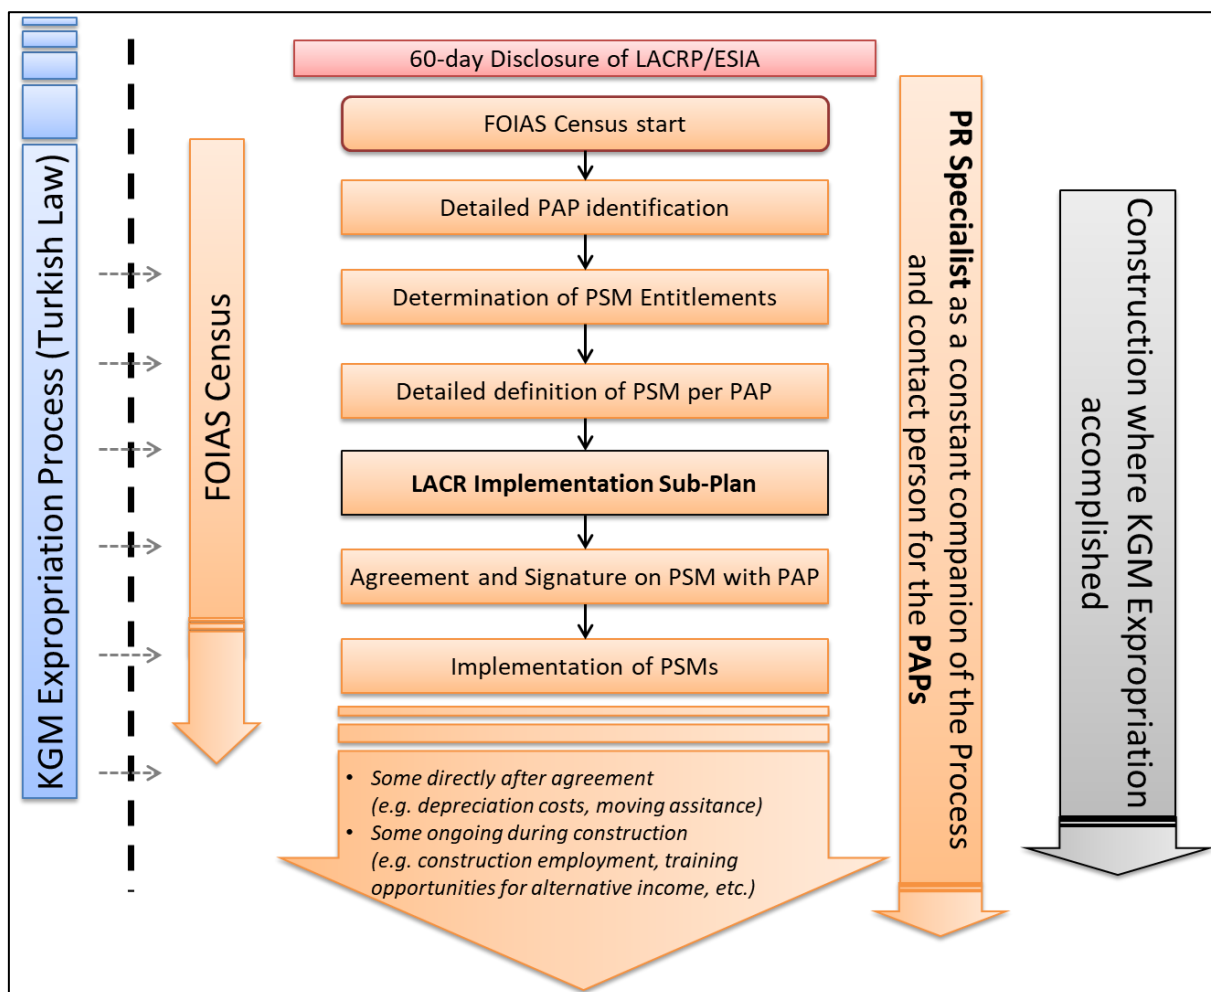 60-day Disclosure of LACRP/ESIA
KGM Expropriation Process (Turkish Law)
FOIAS Census
FOIAS Census start
Detailed PAP identification
Determination of PSM Entitlements
Detailed definition of PSM per PAP
LACR Implementation Sub-Plan
Agreement and Signature on PSM with PAP
Implementation of PSMs
• Some directly after agreement
(e.g. depreciation costs, moving assitance)
• Some ongoing during construction
(e.g. construction employment, training
opportunities for alternative income, etc.)
PR Specialist as a constant companion of the Process
and contact person for the PAPs
Construction where KGM Expropriation
accomplished